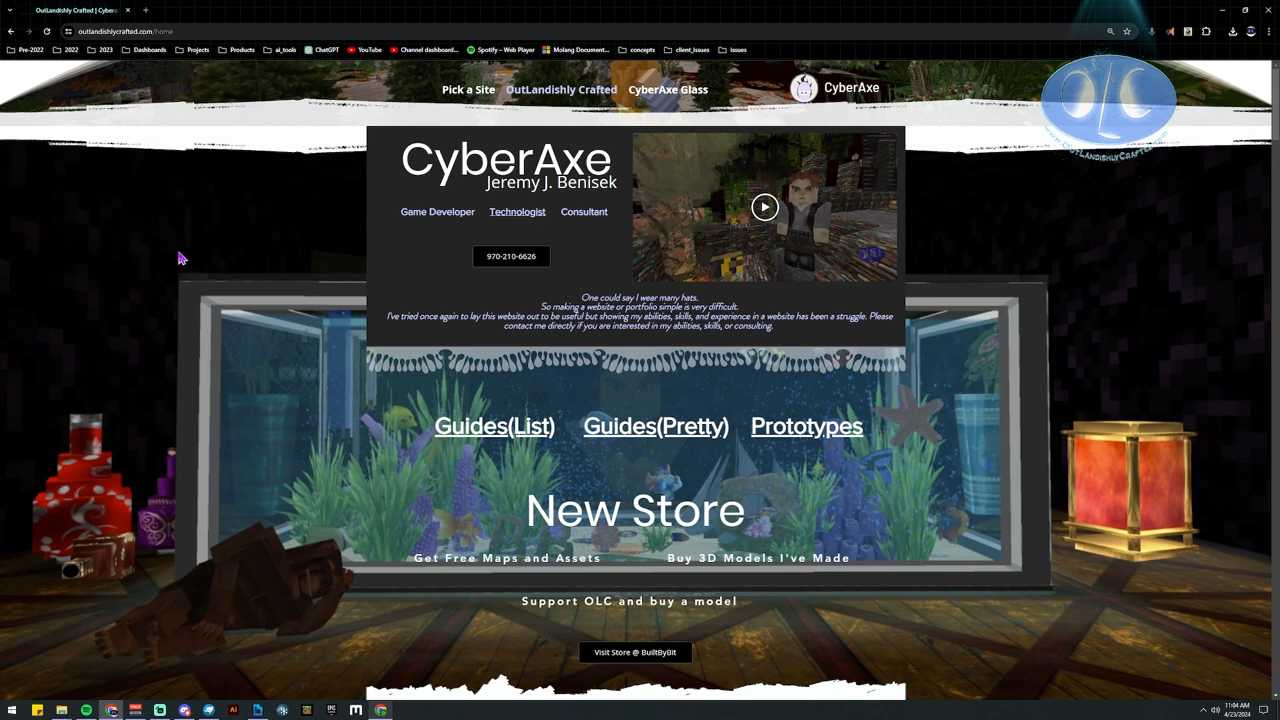 OutLandishly Crafted | Cyber
outlandishlycrafted.com/home
Pre-2022
2022
2023
Dashboards
Projects
Products
ai_tools
ChatGPT
YouTube
Channel dashboard...
Spotify – Web Player
Molang Document...
concepts
client_issues
issues
Pick a Site
OutLandishly Crafted
CyberAxe Glass
CyberAxe
olc
www.OutLandishlyCrafted.com
CyberAxe
Jeremy J. Benisek
Game Developer
Technologist
Consultant
970-210-6626
One could say I wear many hats.
So making a website or portfolio simple is very difficult.
I've tried once again to lay this website out to be useful but showing my abilities, skills, and experience in a website has been a struggle. Please
contact me directly if you are interested in my abilities, skills, or consulting.
Guides(List)
Guides(Pretty)
Prototypes
New Store
Get Free Maps and Assets
Buy 3D Models I've Made
Support OLC and buy a model
Visit Store @ BuiltByBit
11:04 AM
4/23/2024